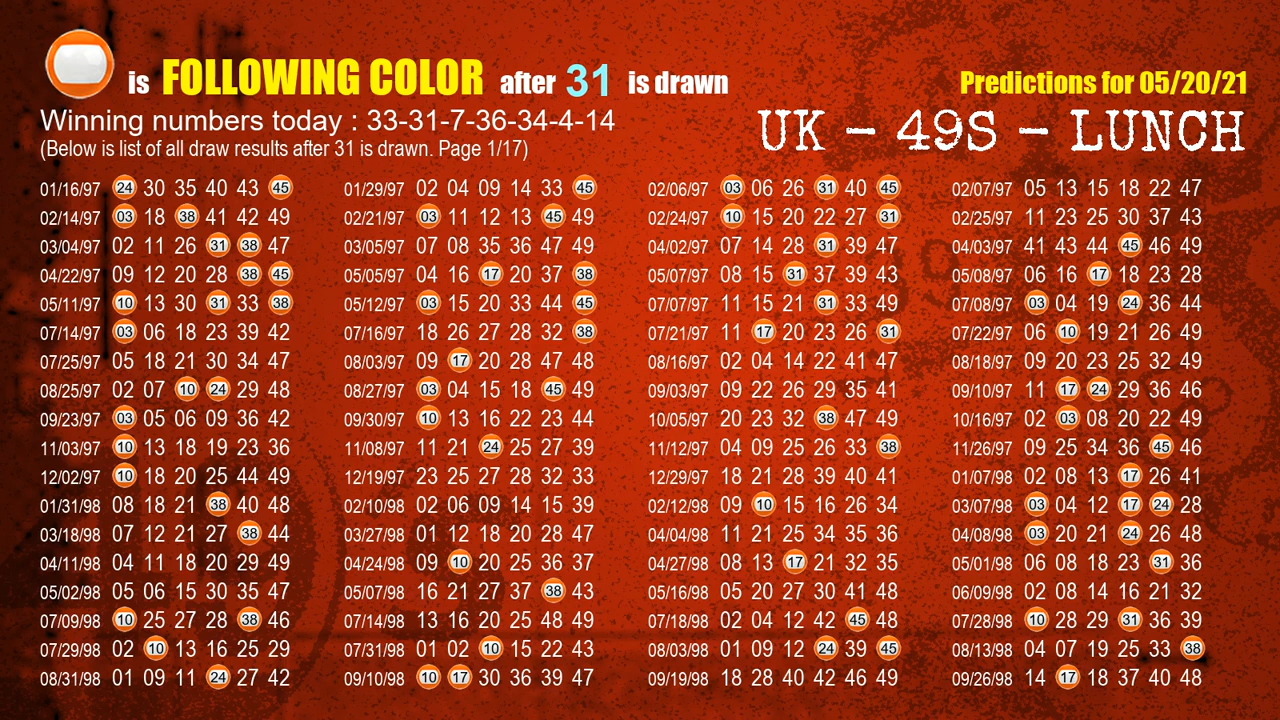 is FOLLOWING COLOR after 31 is drawn
Predictions for 05/20/21
Winning numbers today : 33-31-7-36-34-4-14
UK - 49S - LUNCH
(Below is list of all draw results after 31 is drawn. Page 1/17)
01/16/97 24 30 35 40 43 45 01/29/97 02 04 09 14 33 45 02/06/97 03 06 26 31 40 45 02/07/97 05 13 15 18 22 47
02/14/97 03 18 38 41 42 49 02/21/97 03 11 12 13 45 49 02/24/97 10 15 20 22 27 31 02/25/97 11 23 25 30 37 43
03/04/97 02 11 26 31 38 47 03/05/97 07 08 35 36 47 49 04/02/97 07 14 28 31 39 47 04/03/97 41 43 44 45 46 49
04/22/97 09 12 20 28 38 45 05/05/97 04 16 17 20 37 38 05/07/97 08 15 31 37 39 43 05/08/97 06 16 17 18 23 28
05/11/97 10 13 30 31 33 38 05/12/97 03 15 20 33 44 45 07/07/97 11 15 21 31 33 49 07/08/97 03 04 19 24 36 44
07/14/97 03 06 18 23 39 42 07/16/97 18 26 27 28 32 38 07/21/97 11 17 20 23 26 31 07/22/97 06 10 19 21 26 49
07/25/97 05 18 21 30 34 47 08/03/97 09 17 20 28 47 48 08/16/97 02 04 14 22 41 47 08/18/97 09 20 23 25 32 49
08/25/97 02 07 10 24 29 48 08/27/97 03 04 15 18 45 49 09/03/97 09 22 26 29 35 41 09/10/97 11 17 24 29 36 46
09/23/97 03 05 06 09 36 42 09/30/97 10 13 16 22 23 44 10/05/97 20 23 32 38 47 49 10/16/97 02 03 08 20 22 49
11/03/97 10 13 18 19 23 36 11/08/97 11 21 24 25 27 39 11/12/97 04 09 25 26 33 38 11/26/97 09 25 34 36 45 46
12/02/97 10 18 20 25 44 49 12/19/97 23 25 27 28 32 33 12/29/97 18 21 28 39 40 41 01/07/98 02 08 13 17 26 41
01/31/98 08 18 21 38 40 48 02/10/98 02 06 09 14 15 39 02/12/98 09 10 15 16 26 34 03/07/98 03 04 12 17 24 28
03/18/98 07 12 21 27 38 44 03/27/98 01 12 18 20 28 47 04/04/98 11 21 25 34 35 36 04/08/98 03 20 21 24 26 48
04/11/98 04 11 18 20 29 49 04/24/98 09 10 20 25 36 37 04/27/98 08 13 17 21 32 35 05/01/98 06 08 18 23 31 36
05/02/98 05 06 15 30 35 47 05/07/98 16 21 27 37 38 43 05/16/98 05 20 27 30 41 48 06/09/98 02 08 14 16 21 32
07/09/98 10 25 27 28 38 46 07/14/98 13 16 20 25 48 49 07/18/98 02 04 12 42 45 48 07/28/98 10 28 29 31 36 39
07/29/98 02 10 13 16 25 29 07/31/98 01 02 10 15 22 43 08/03/98 01 09 12 24 39 45 08/13/98 04 07 19 25 33 38
08/31/98 01 09 11 24 27 42 09/10/98 10 17 30 36 39 47 09/19/98 18 28 40 42 46 49 09/26/98 14 17 18 37 40 48